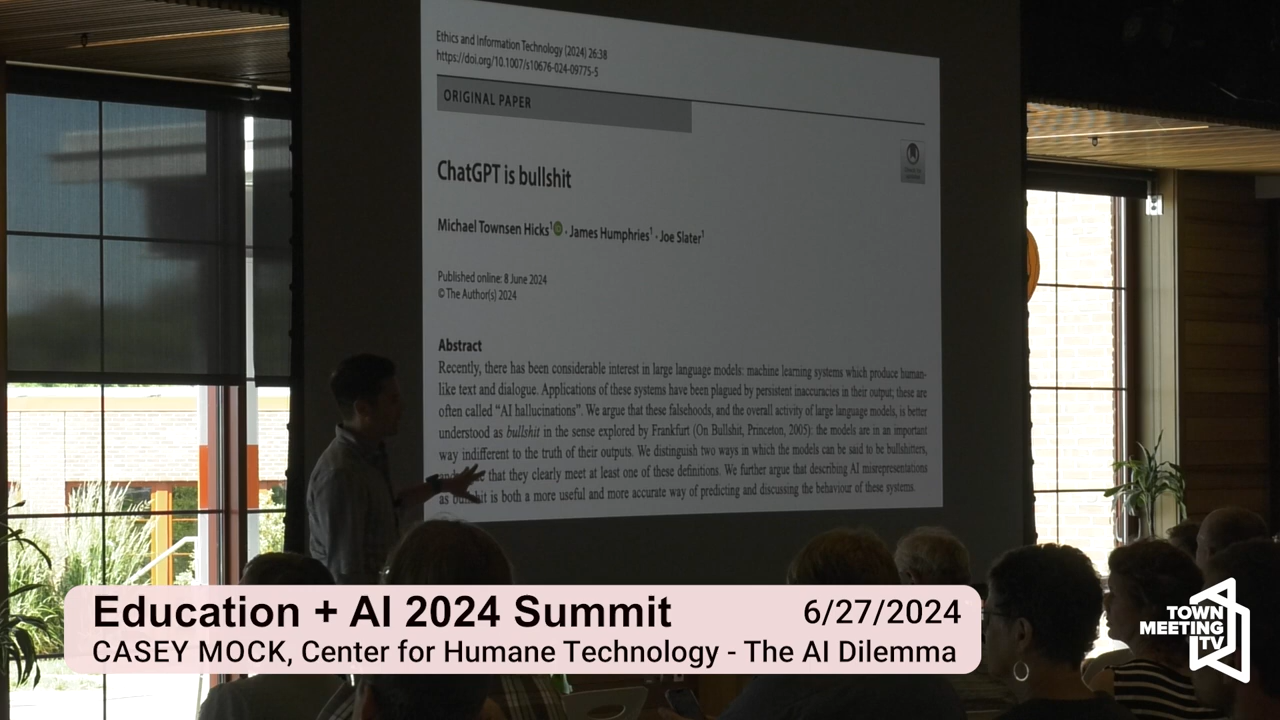 Ethics and Information Technology (2024) 26:38
https://doi.org/10.1007/s10676-024-09775-5
ORIGINAL PAPER
ChatGPT is bullshit
Michael Townsen Hicks¹ · James Humphries¹ · Joe Slater¹
Published online: 8 June 2024
© The Author(s) 2024
Abstract
Recently, there has been considerable interest in large language models: machine learning systems which produce human-
like text and dialogue. Applications of these systems have been plagued by persistent inaccuracies in their output; these are
often called “AI hallucinations”. We argue that these falsehoods, and the overall activity of large language models, is better
understood as bullshit in the sense explored by Frankfurt (On Bullshit, Princeton, 2005): the models are in an important
way indifferent to the truth of their outputs. We distinguish two ways in which the models can be said to be bullshitters,
that they clearly meet at least one of these definitions. We further argue that describing AI misrepresentations
as bullshit is both a more useful and more accurate way of predicting and discussing the behaviour of these systems.
Education + AI 2024 Summit 6/27/2024
CASEY MOCK, Center for Humane Technology - The AI Dilemma
TOWN
MEETING
TV